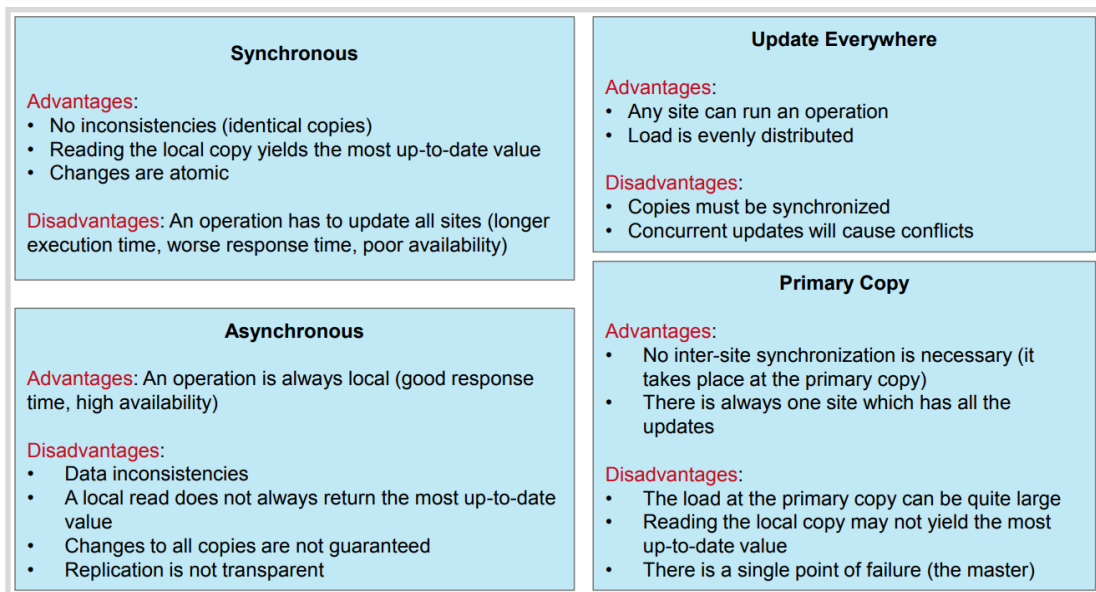 Synchronous
Advantages:
• No inconsistencies (identical copies)
• Reading the local copy yields the most up-to-date value
• Changes are atomic
Disadvantages: An operation has to update all sites (longer
execution time, worse response time, poor availability)
Asynchronous
Advantages: An operation is always local (good response
time, high availability)
Disadvantages:
• Data inconsistencies
• A local read does not always return the most up-to-date
value
• Changes to all copies are not guaranteed
• Replication is not transparent
Update Everywhere
Advantages:
• Any site can run an operation
• Load is evenly distributed
Disadvantages:
• Copies must be synchronized
• Concurrent updates will cause conflicts
Primary Copy
Advantages:
• No inter-site synchronization is necessary (it
takes place at the primary copy)
• There is always one site which has all the
updates
Disadvantages:
• The load at the primary copy can be quite large
• Reading the local copy may not yield the most
up-to-date value
• There is a single point of failure (the master)